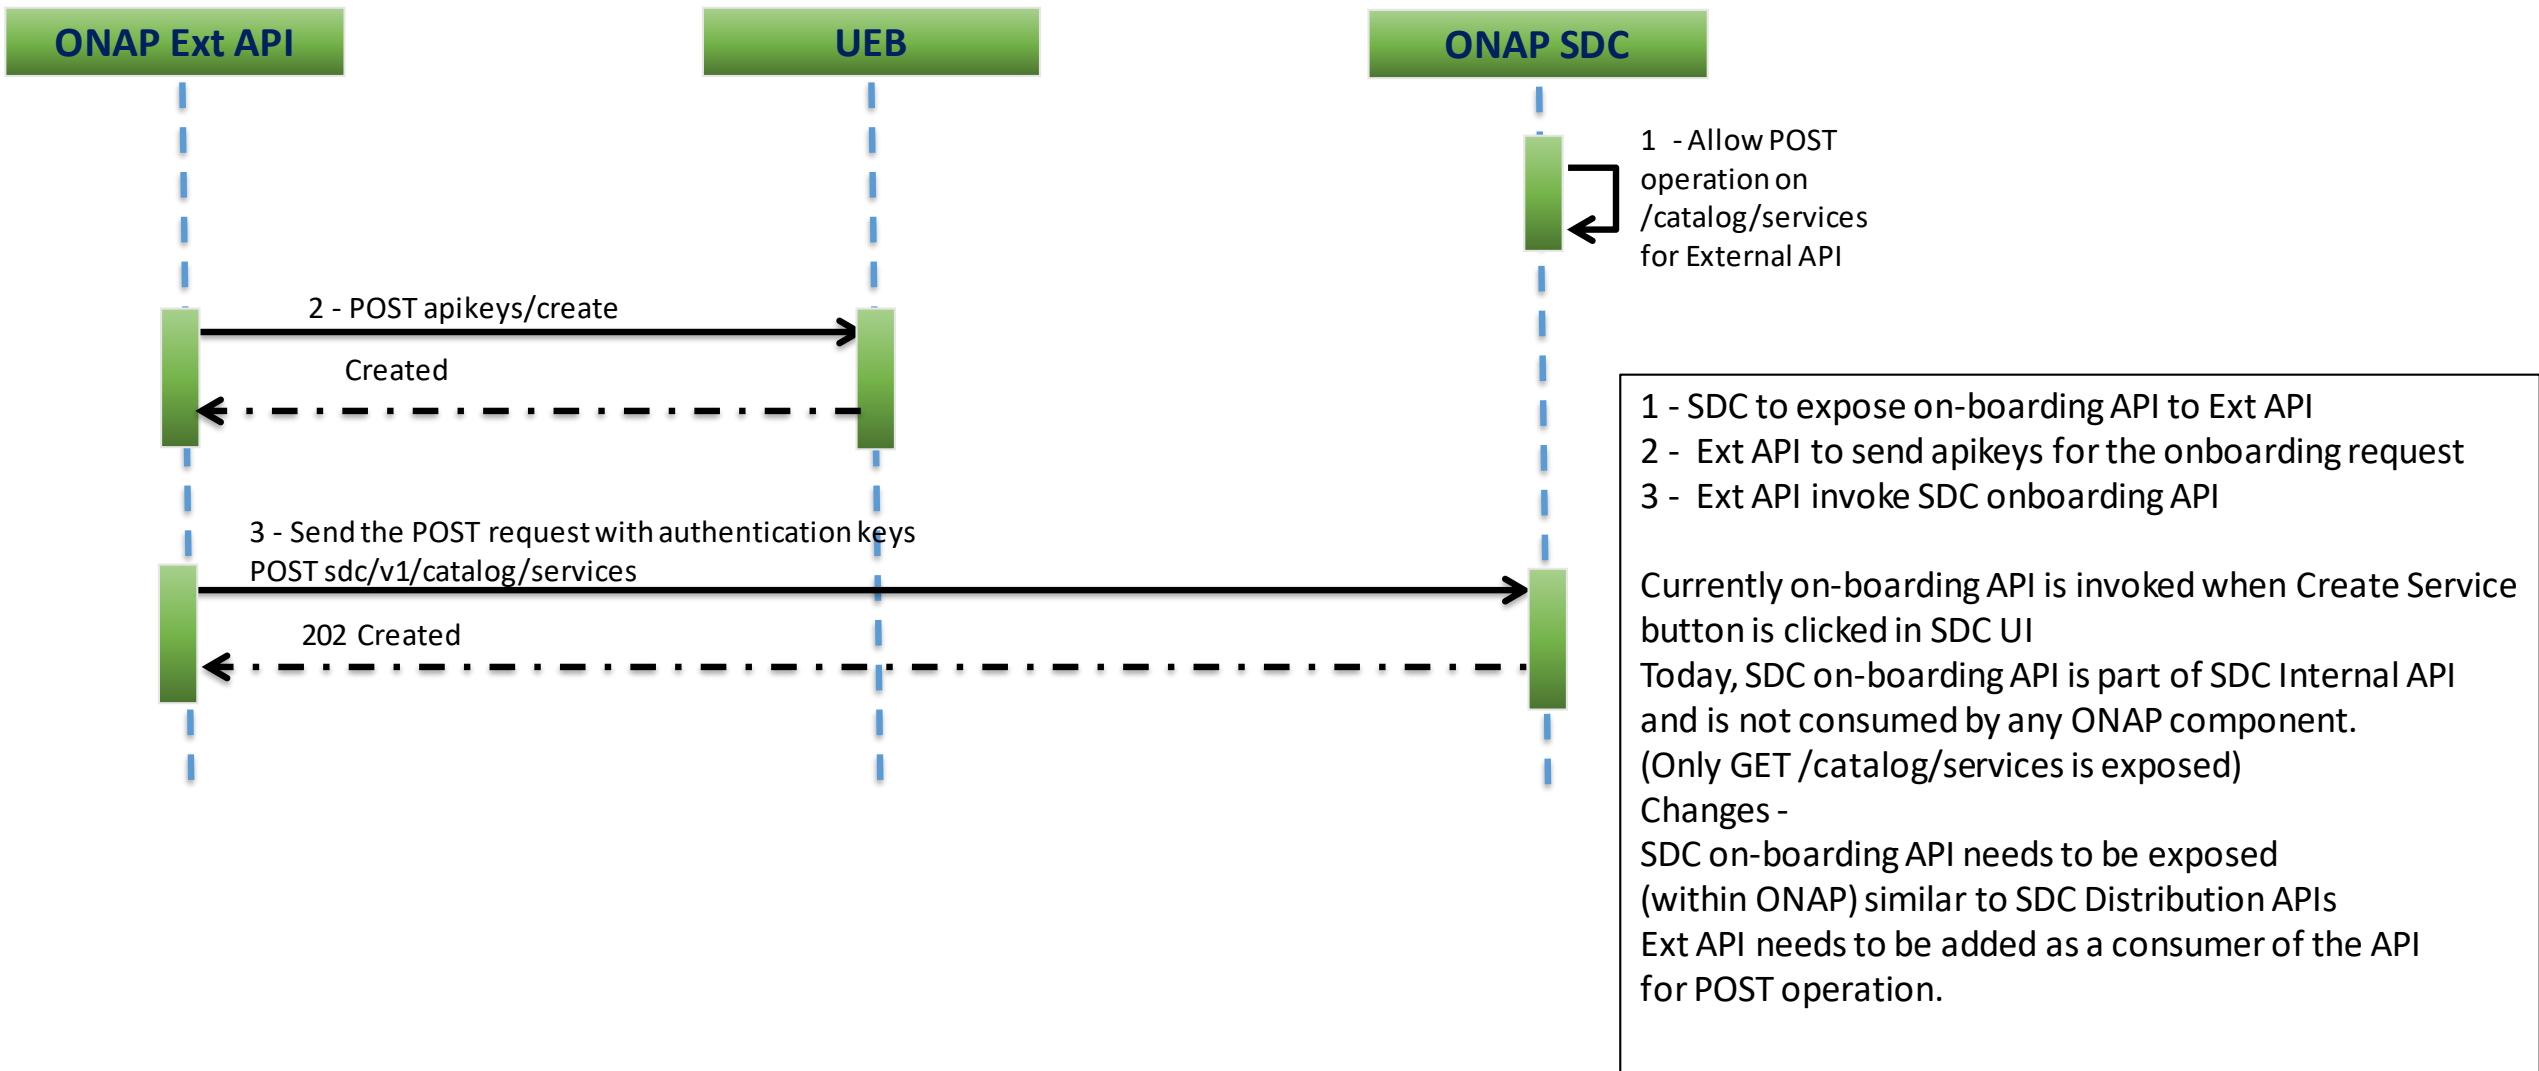 ONAP Ext API
UEB
ONAP SDC
1 - Allow POST
operation on
/catalog/services
for External API
2 - POST apikeys/create
Created
3 - Send the POST request with authentication keys
POST sdc/v1/catalog/services
202 Created
1 - SDC to expose on-boarding API to Ext API
2 - Ext API to send apikeys for the onboarding request
3 - Ext API invoke SDC onboarding API
Currently on-boarding API is invoked when Create Service
button is clicked in SDC UI
Today, SDC on-boarding API is part of SDC Internal API
and is not consumed by any ONAP component.
(Only GET /catalog/services is exposed)
Changes -
SDC on-boarding API needs to be exposed
(within ONAP) similar to SDC Distribution APIs
Ext API needs to be added as a consumer of the API
for POST operation.